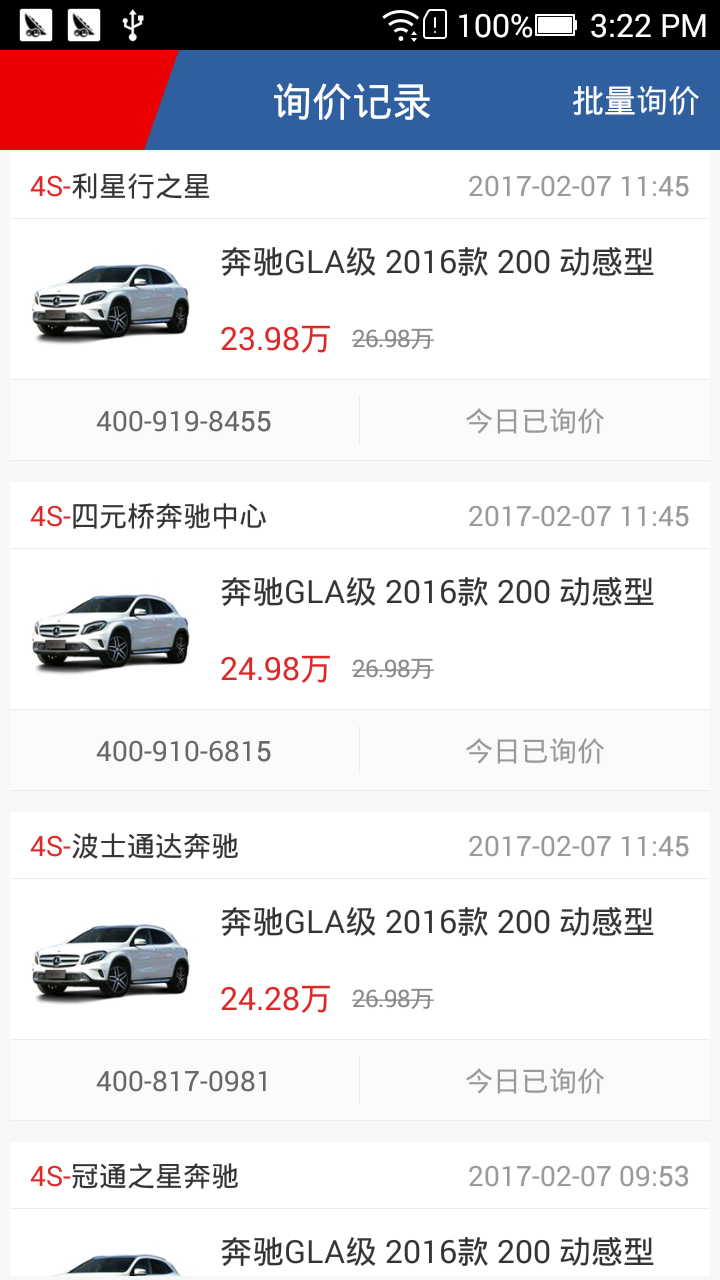 100% 3:22 PM
询价记录 批量询价
4S-利星行之星 2017-02-07 11:45
奔驰GLA级 2016款 200 动感型
23.98万 26.98万
400-919-8455 今日已询价
4S-四元桥奔驰中心 2017-02-07 11:45
奔驰GLA级 2016款 200 动感型
24.98万 26.98万
400-910-6815 今日已询价
4S-波士通达奔驰 2017-02-07 11:45
奔驰GLA级 2016款 200 动感型
24.28万 26.98万
400-817-0981 今日已询价
4S-冠通之星奔驰 2017-02-07 09:53
奔驰GLA级 2016款 200 动感型